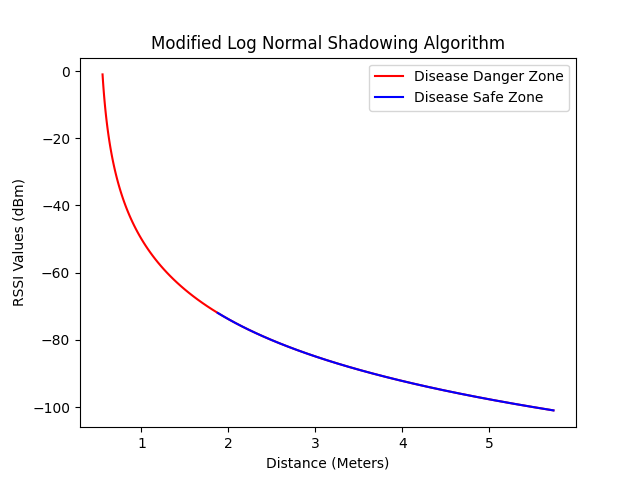 Modified Log Normal Shadowing Algorithm
Disease Danger Zone
Disease Safe Zone
RSSI Values (dBm)
0
−20
−40
−60
−80
−100
1 2 3 4 5
Distance (Meters)